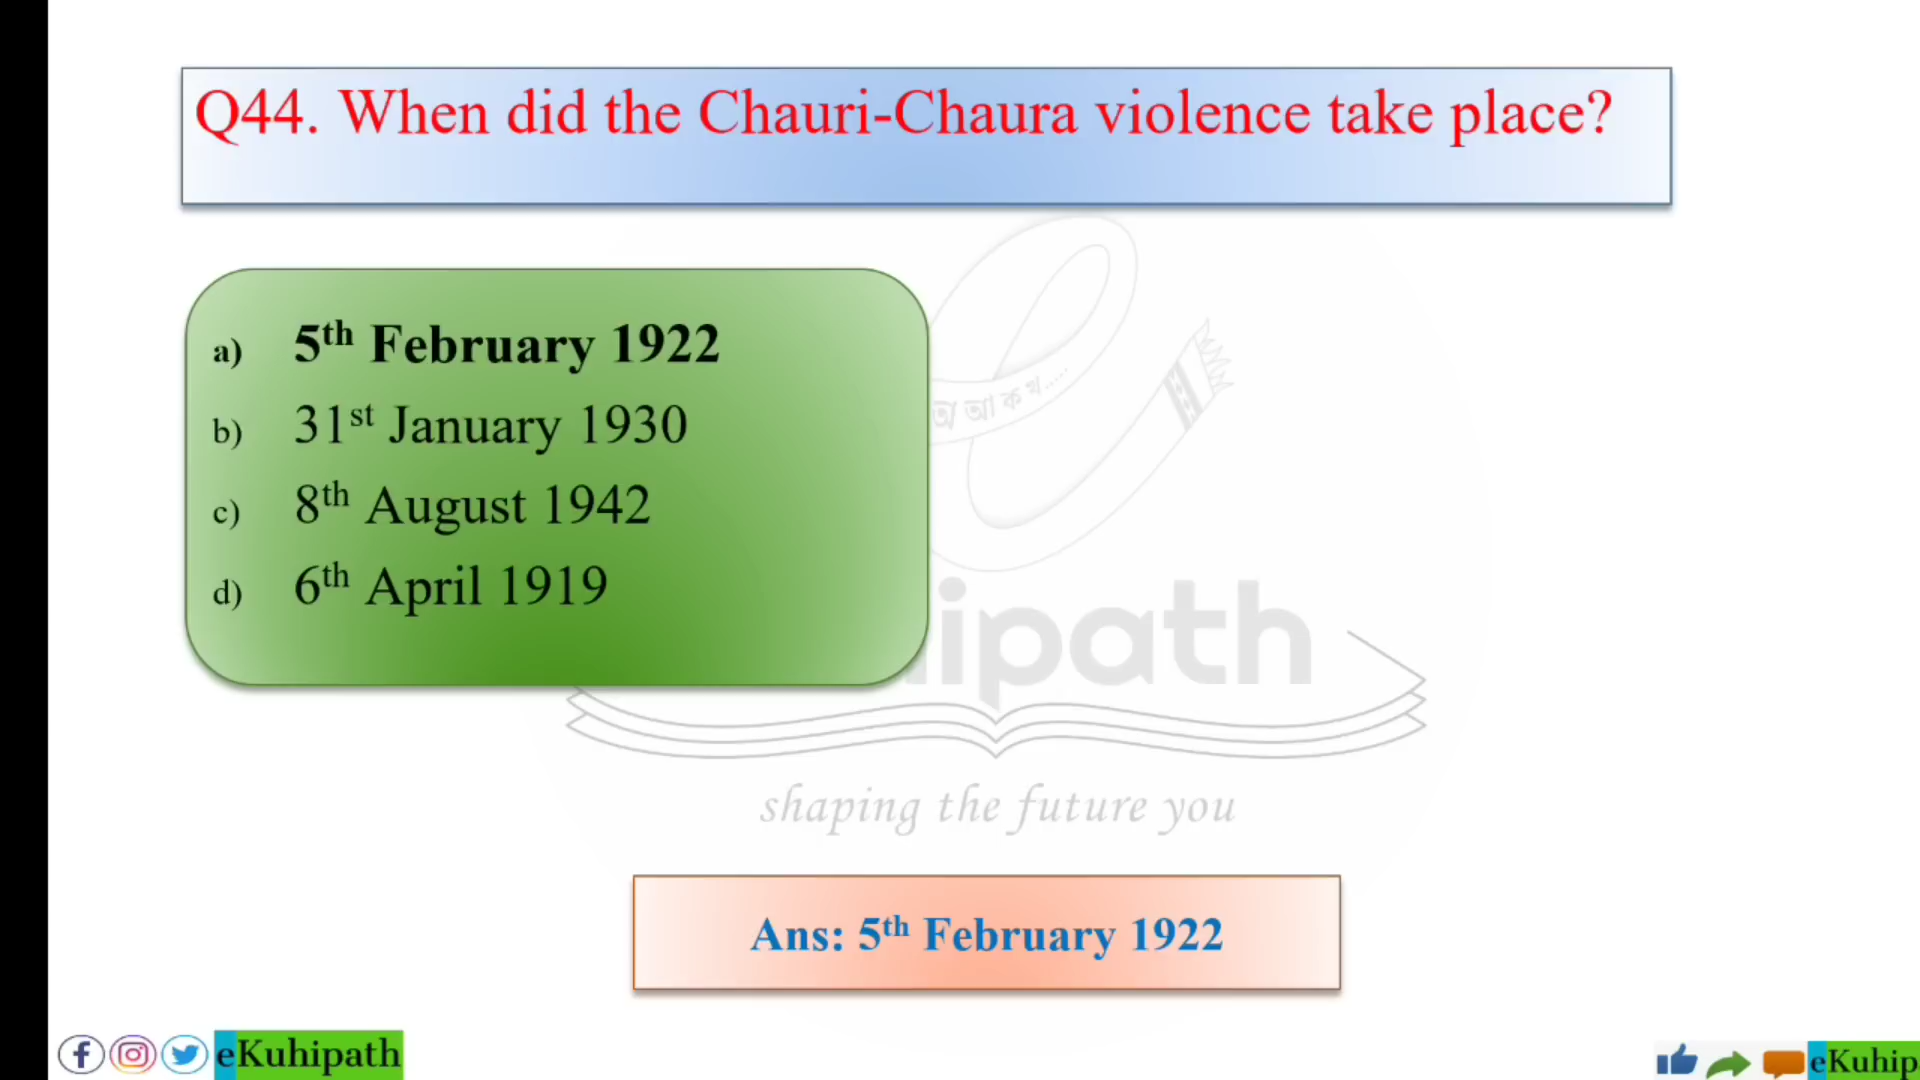 Q44. When did the Chauri-Chaura violence take place?
a) 5th February 1922
b) 31st January 1930
c) 8th August 1942
d) 6th April 1919
অ আ ক খ.....
ipath
shaping the future you
Ans: 5th February 1922
eKuhipath
eKuhip